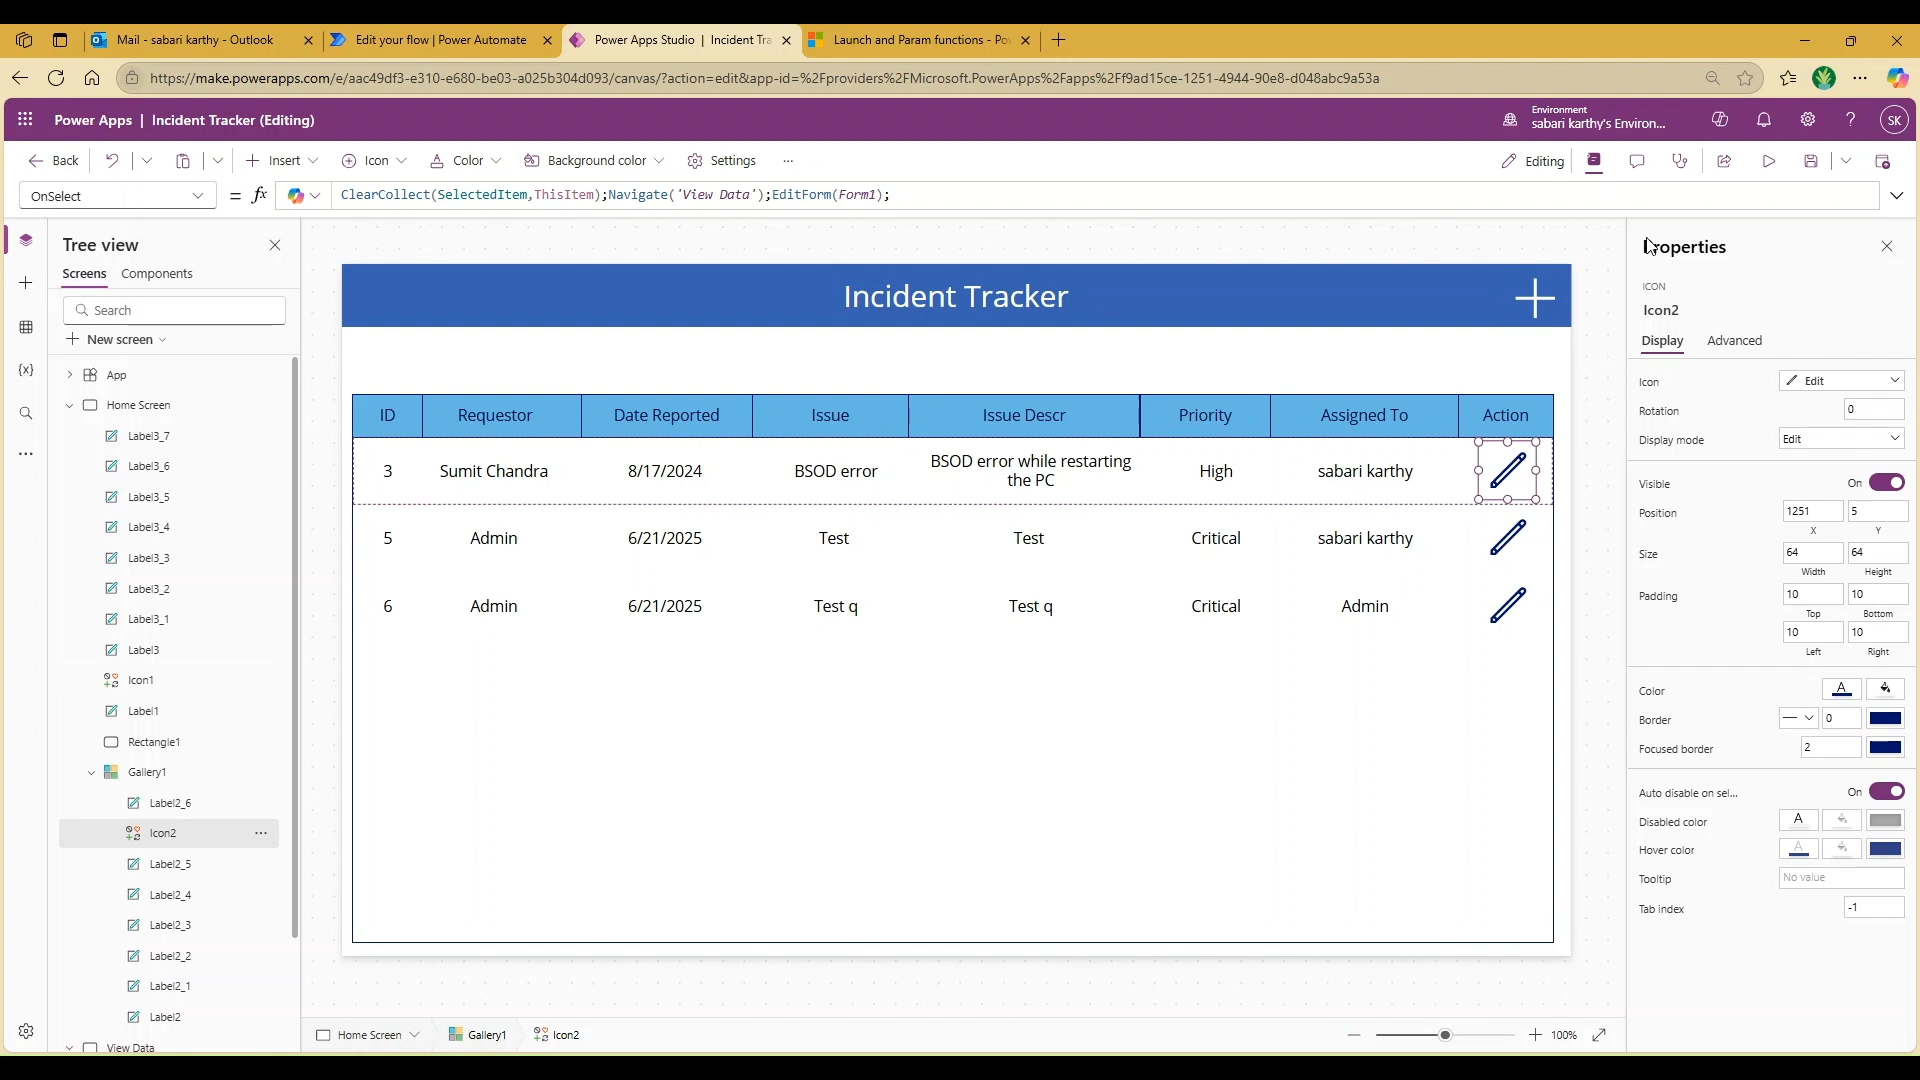 Mail - sabari karthy - Outlook
Edit your flow | Power Automate
Power Apps Studio | Incident Tra
Launch and Param functions - Po
https://make.powerapps.com/e/aac49df3-e310-e680-be03-a025b304d093/canvas/?action=edit&app-id=%2Fproviders%2FMicrosoft.PowerApps%2Fapps%2Ff9ad15ce-1251-4944-90e8-d048abc9a53a
Power Apps | Incident Tracker (Editing)
Environment
sabari karthy's Environ...
SK
Back
Insert
Icon
Color
Background color
Settings
...
Editing
OnSelect
= fx
ClearCollect(SelectedItem,ThisItem);Navigate('View Data');EditForm(Form1);
Tree view
Screens
Components
Search
New screen
App
Home Screen
Label3_7
Label3_6
Label3_5
Label3_4
Label3_3
Label3_2
Label3_1
Label3
Icon1
Label1
Rectangle1
Gallery1
Label2_6
Icon2
...
Label2_5
Label2_4
Label2_3
Label2_2
Label2_1
Label2
View Data
Incident Tracker
ID Requestor Date Reported Issue Issue Descr Priority Assigned To Action
3 Sumit Chandra 8/17/2024 BSOD error BSOD error while restarting the PC High sabari karthy
5 Admin 6/21/2025 Test Test Critical sabari karthy
6 Admin 6/21/2025 Test q Test q Critical Admin
Home Screen
Gallery1
Icon2
100%
Properties
ICON
Icon2
Display
Advanced
Icon Edit
Rotation 0
Display mode Edit
Visible On
Position 1251 5
X Y
Size 64 64
Width Height
Padding 10 10
Top Bottom
10 10
Left Right
Color A
Border 0
Focused border 2
Auto disable on sel... On
Disabled color A
Hover color A
Tooltip No value
Tab index -1